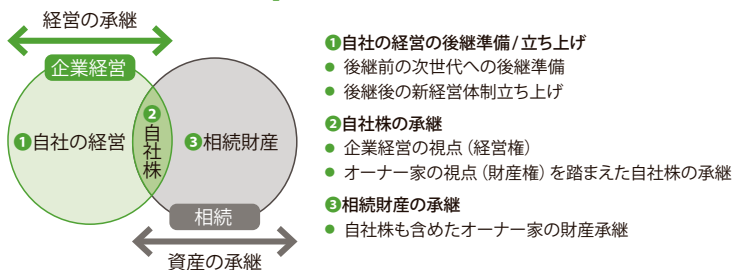 経営の承継
企業経営
❶自社の経営
❷自社株
❸相続財産
相続
資産の承継
❶自社の経営の後継準備/立ち上げ
● 後継前の次世代への後継準備
● 後継後の新経営体制立ち上げ
❷自社株の承継
● 企業経営の視点（経営権）
● オーナー家の視点（財産権）を踏まえた自社株の承継
❸相続財産の承継
● 自社株も含めたオーナー家の財産承継